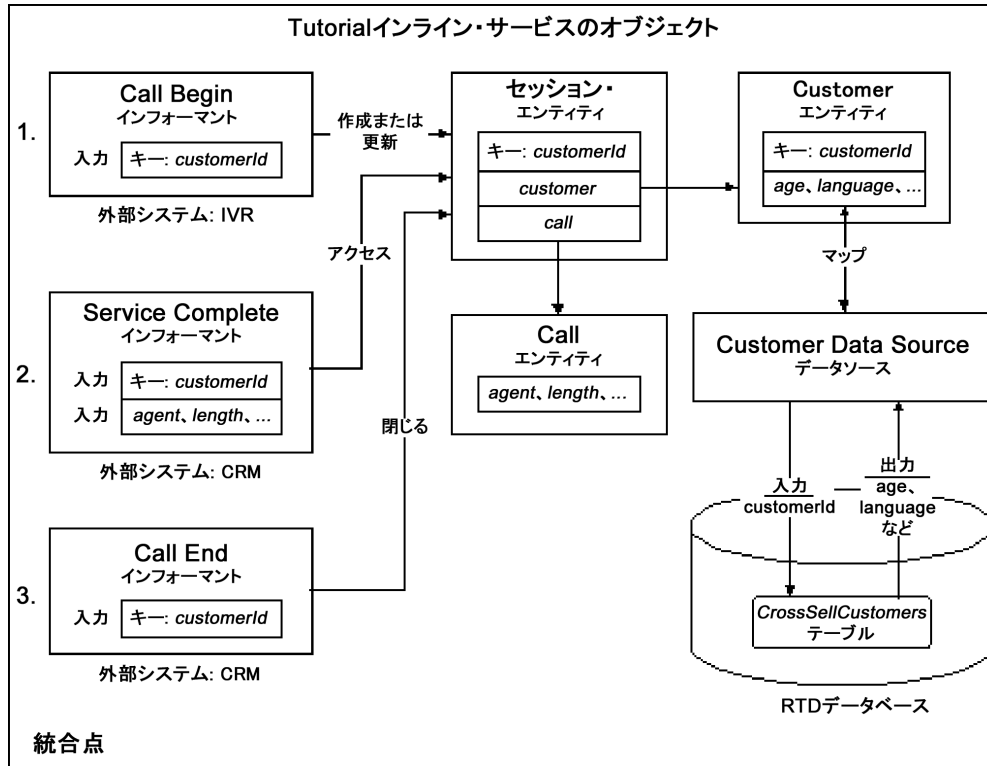 Tutorialインライン・サービスのオブジェクト
1.
Call Begin
インフォーマント
入力
キー: customerId
外部システム: IVR
作成または
更新
セッション・
エンティティ
キー: customerId
customer
call
Customer
エンティティ
キー: customerId
age、language、...
アクセス
マップ
2.
Service Complete
インフォーマント
入力
キー: customerId
入力
agent、length、...
外部システム: CRM
Call
エンティティ
agent、length、...
Customer Data Source
データソース
閉じる
入力
customerId
出力
age、
language
など
3.
Call End
インフォーマント
入力
キー: customerId
外部システム: CRM
CrossSellCustomers
テーブル
RTDデータベース
統合点